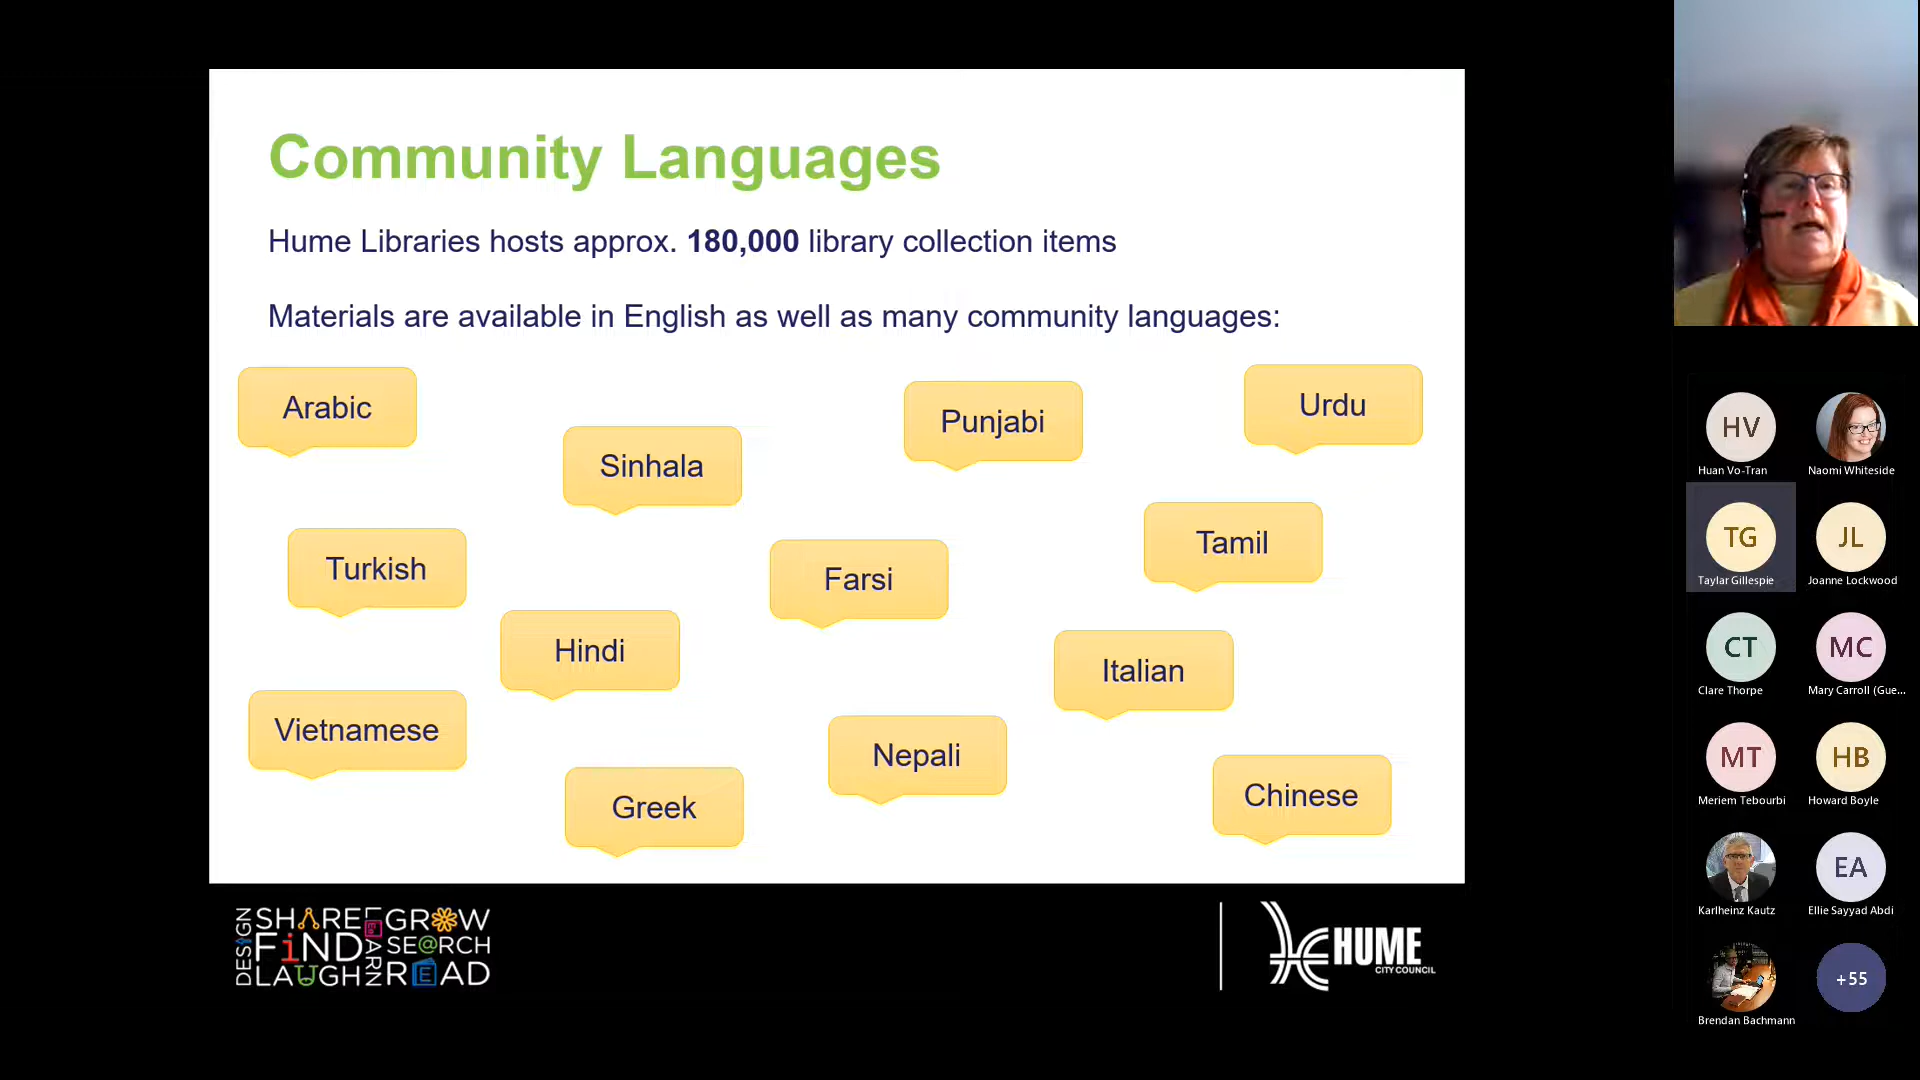 Community Languages
Hume Libraries hosts approx. 180,000 library collection items
Materials are available in English as well as many community languages:
Arabic
Sinhala
Punjabi
Urdu
Turkish
Farsi
Tamil
Hindi
Italian
Vietnamese
Nepali
Greek
Chinese
DESIGN
SHARE
LEARN
GROW
FiND
SE@RCH
LAUGH
READ
HUME
CITY COUNCIL
HV
Huan Vo-Tran
Naomi Whiteside
TG
Taylar Gillespie
JL
Joanne Lockwood
CT
Clare Thorpe
MC
Mary Carroll (Gue...
MT
Meriem Tebourbi
HB
Howard Boyle
Karlheinz Kautz
EA
Ellie Sayyad Abdi
Brendan Bachmann
+55